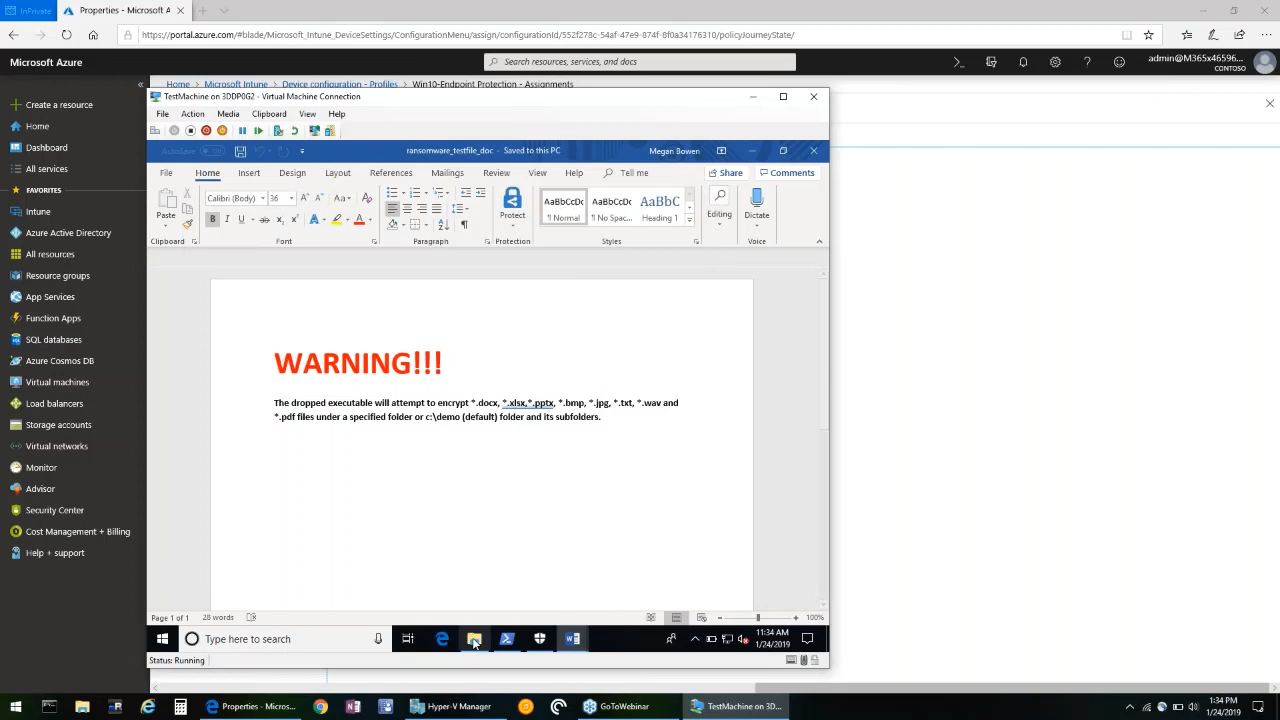 InPrivate
Properties - Microsoft Azure
https://portal.azure.com/#blade/Microsoft_Intune_DeviceSettings/ConfigurationMenu/assign/configurationId/552f278c-54af-47e9-874f-8f0a34176310/policyJourneyState/
Microsoft Azure
Search resources, services, and docs
admin@M365x46596...
CONTOSO
Home
Microsoft Intune
Device configuration - Profiles
Win10-Endpoint Protection - Assignments
Create a resource
Home
Dashboard
All services
FAVORITES
Intune
Azure Active Directory
All resources
Resource groups
App Services
Function Apps
SQL databases
Azure Cosmos DB
Virtual machines
Load balancers
Storage accounts
Virtual networks
Monitor
Advisor
Security Center
Cost Management + Billing
Help + support
TestMachine on 3DDP0G2 - Virtual Machine Connection
File Action Media Clipboard View Help
AutoSave Off
ransomware_testfile_doc - Saved to this PC
Megan Bowen
File Home Insert Design Layout References Mailings Review View Help Tell me
Share Comments
Paste
Calibri (Body) 36
Protect
AaBbCcDc AaBbCcDc AaBbC
¶ Normal ¶ No Spac... Heading 1
Editing
Dictate
Clipboard Font Paragraph Protection Styles Voice
WARNING!!!
The dropped executable will attempt to encrypt *.docx, *.xlsx,*.pptx, *.bmp, *.jpg, *.txt, *.wav and
*.pdf files under a specified folder or c:\demo (default) folder and its subfolders.
Page 1 of 1 28 words
100%
Type here to search
11:34 AM
1/24/2019
Status: Running
Properties - Micros...
Hyper-V Manager
GoToWebinar
TestMachine on 3D...
1:34 PM
1/24/2019